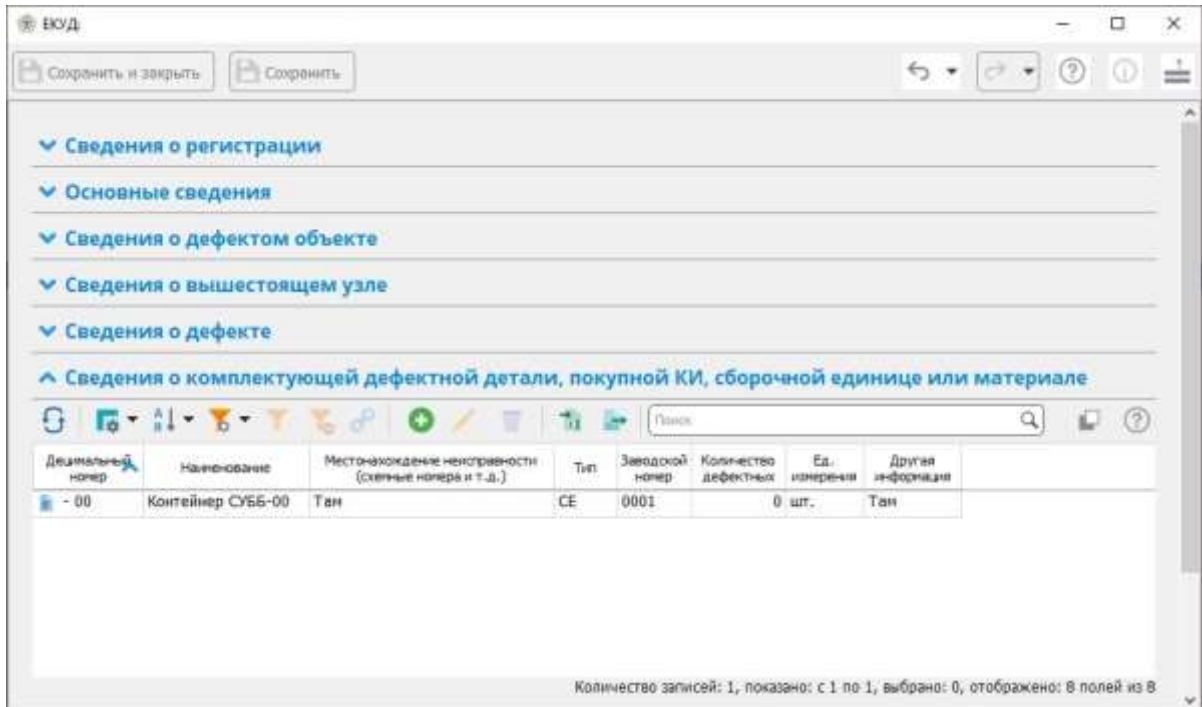 ЕКУД
Сохранить и закрыть Сохранить
Сведения о регистрации
Основные сведения
Сведения о дефектом объекте
Сведения о вышестоящем узле
Сведения о дефекте
Сведения о комплектующей дефектной детали, покупной КИ, сборочной единице или материале
Поиск
Децимальный номер Наименование Местонахождение неисправности (схемные номера и т.д.) Тип Заводской номер Количество дефектных Ед. измерения Другая информация
- 00 Контейнер СУББ-00 Там СЕ 0001 0 шт. Там
Количество записей: 1, показано: с 1 по 1, выбрано: 0, отображено: 8 полей из 8